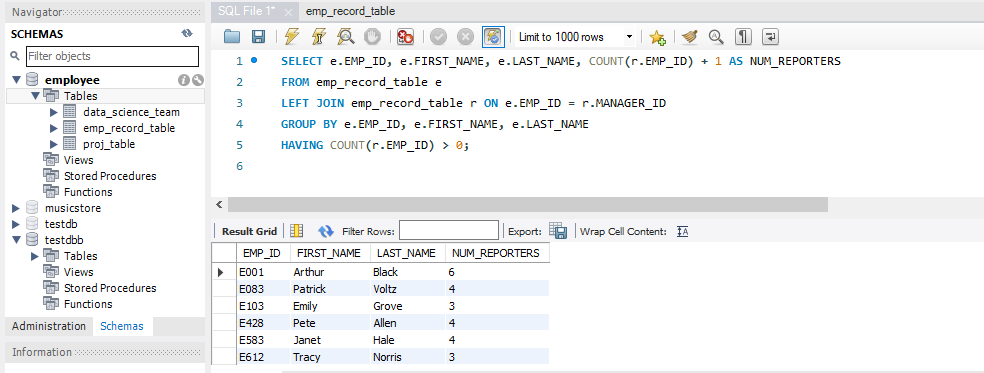 Navigator
SCHEMAS
Filter objects
employee
Tables
data_science_team
emp_record_table
proj_table
Views
Stored Procedures
Functions
musicstore
testdb
testdbb
Tables
Views
Stored Procedures
Functions
Administration Schemas
Information
SQL File 1* emp_record_table
Limit to 1000 rows
1 SELECT e.EMP_ID, e.FIRST_NAME, e.LAST_NAME, COUNT(r.EMP_ID) + 1 AS NUM_REPORTERS
2 FROM emp_record_table e
3 LEFT JOIN emp_record_table r ON e.EMP_ID = r.MANAGER_ID
4 GROUP BY e.EMP_ID, e.FIRST_NAME, e.LAST_NAME
5 HAVING COUNT(r.EMP_ID) > 0;
6
Result Grid Filter Rows: Export: Wrap Cell Content: IA
EMP_ID FIRST_NAME LAST_NAME NUM_REPORTERS
E001 Arthur Black 6
E083 Patrick Voltz 4
E103 Emily Grove 3
E428 Pete Allen 4
E583 Janet Hale 4
E612 Tracy Norris 3